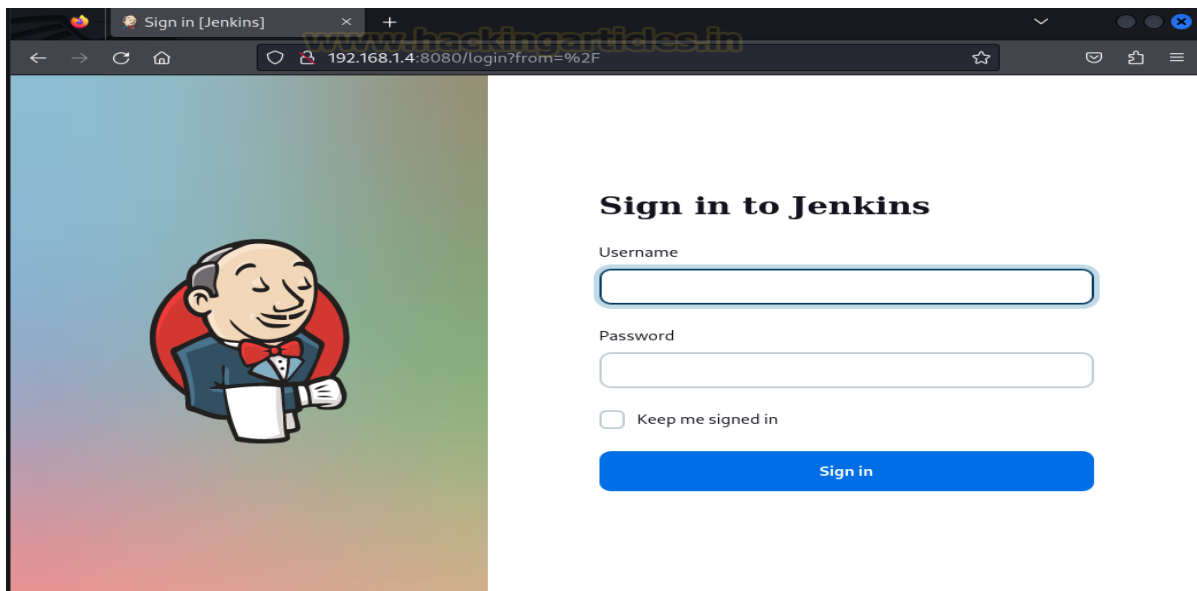 Sign in [Jenkins]
www.hackingarticles.in
192.168.1.4:8080/login?from=%2F
Sign in to Jenkins
Username
Password
Keep me signed in
Sign in